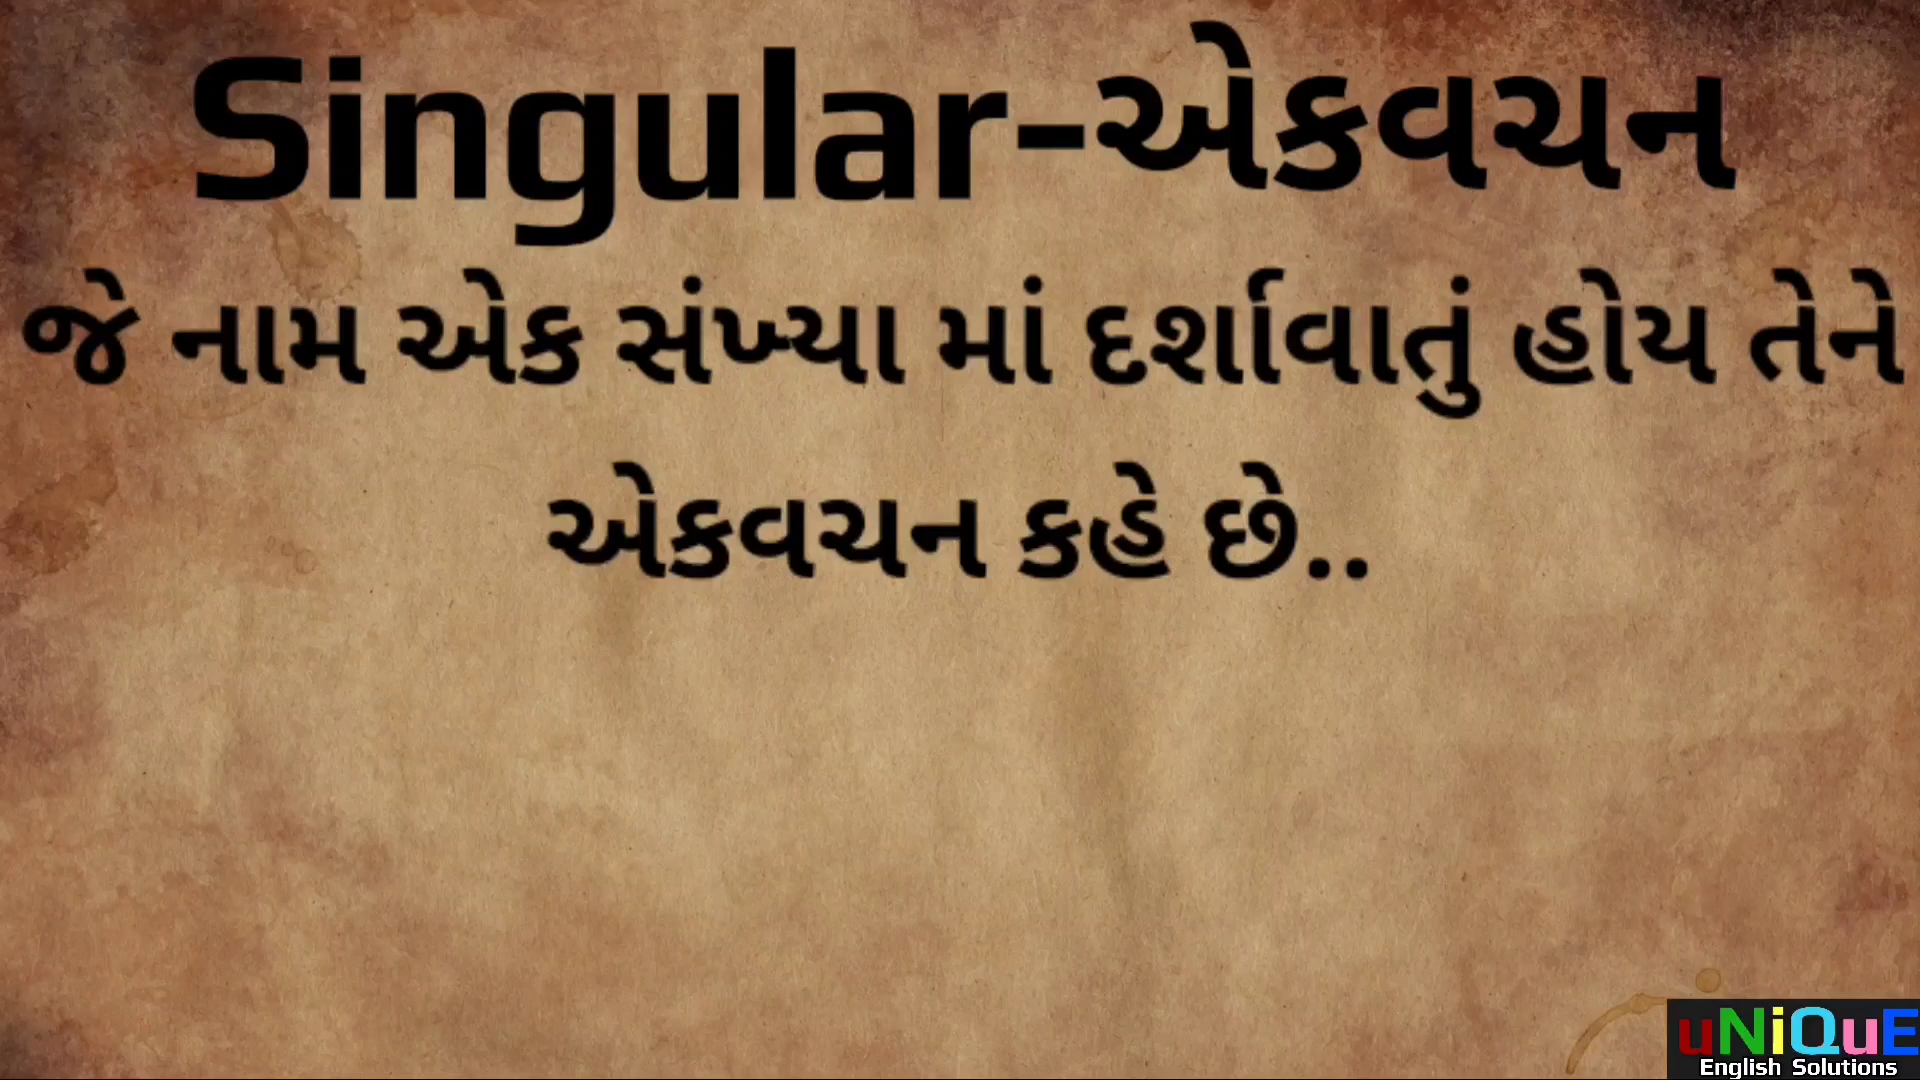 Singular-એકવચન
જે નામ એક સંખ્યા માં દર્શાવાતું હોય તેને
એકવચન કહે છે..
uNiQuE
English Solutions